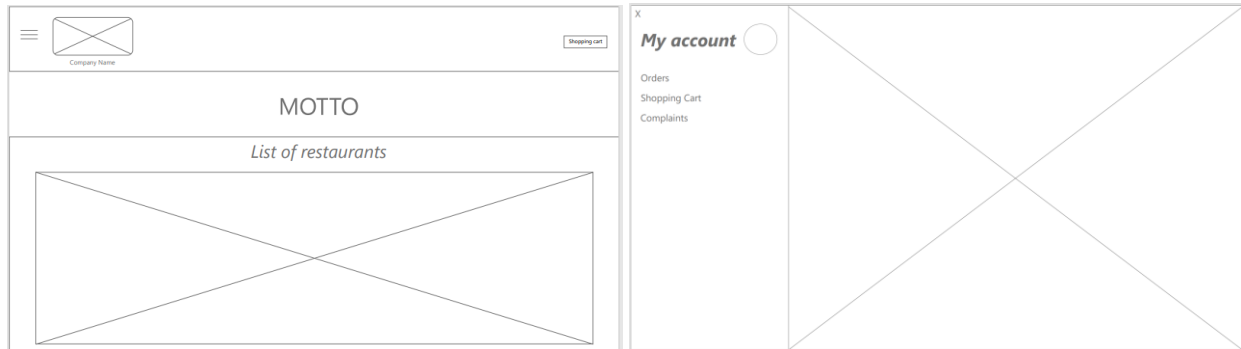 Shopping cart
Company Name
MOTTO
List of restaurants
X
My account
Orders
Shopping Cart
Complaints